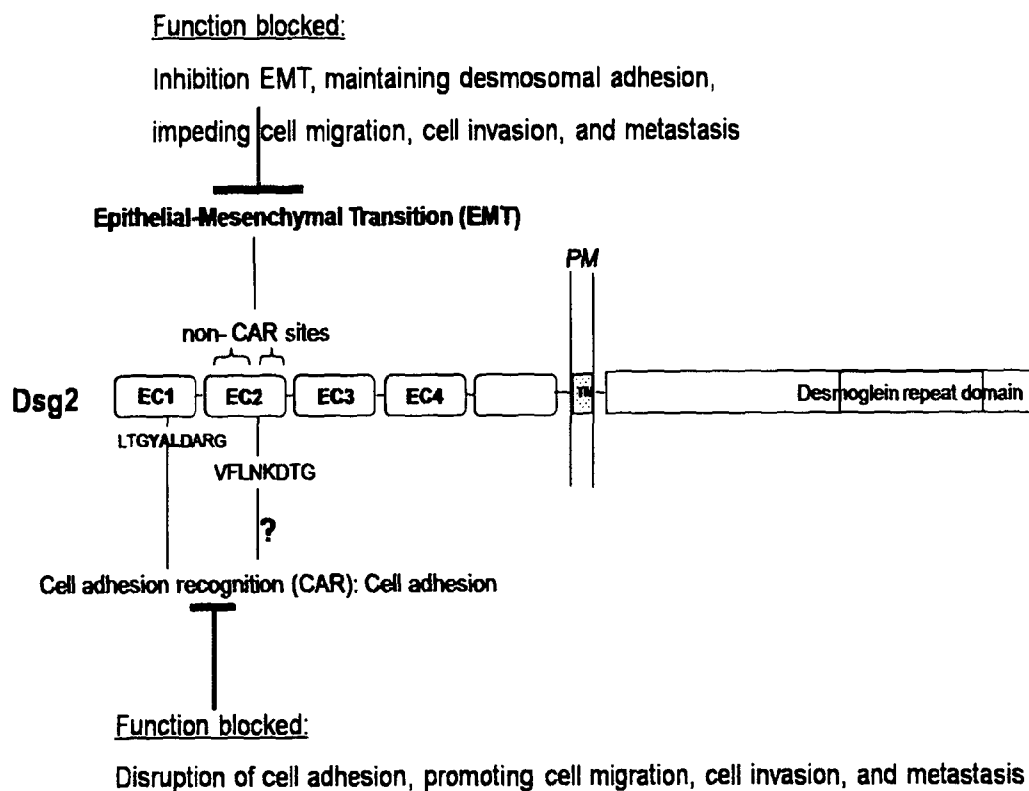 Function blocked:
Inhibition EMT, maintaining desmosomal adhesion,
impeding cell migration, cell invasion, and metastasis
Epithelial-Mesenchymal Transition (EMT)
PM
non-CAR sites
Dsg2 EC1 EC2 EC3 EC4 TM Desmoglein repeat domain
LTGYALDARG
VFLNKDTG
?
Cell adhesion recognition (CAR): Cell adhesion
Function blocked:
Disruption of cell adhesion, promoting cell migration, cell invasion, and metastasis